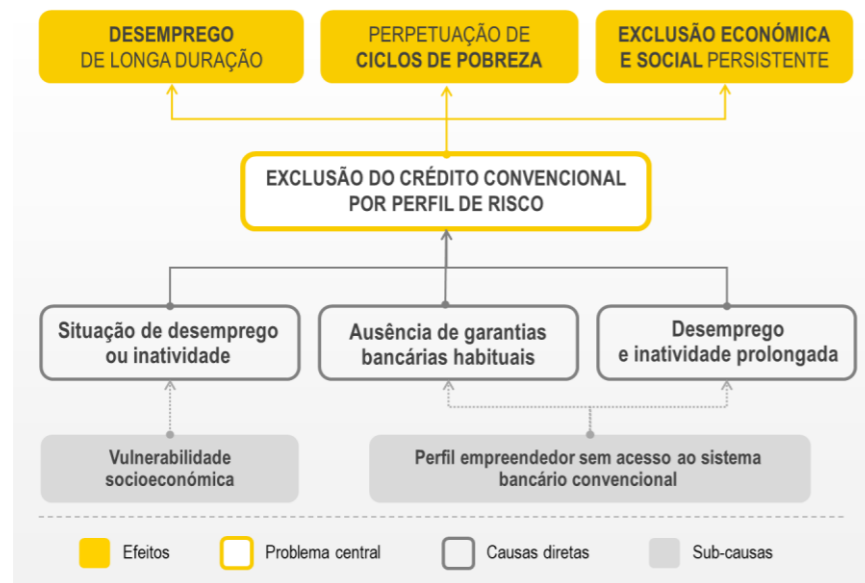 DESEMPREGO
DE LONGA DURAÇÃO
PERPETUAÇÃO DE
CICLOS DE POBREZA
EXCLUSÃO ECONÓMICA
E SOCIAL PERSISTENTE
EXCLUSÃO DO CRÉDITO CONVENCIONAL
POR PERFIL DE RISCO
Situação de desemprego
ou inatividade
Ausência de garantias
bancárias habituais
Desemprego
e inatividade prolongada
Vulnerabilidade
socioeconómica
Perfil empreendedor sem acesso ao sistema
bancário convencional
Efeitos
Problema central
Causas diretas
Sub-causas